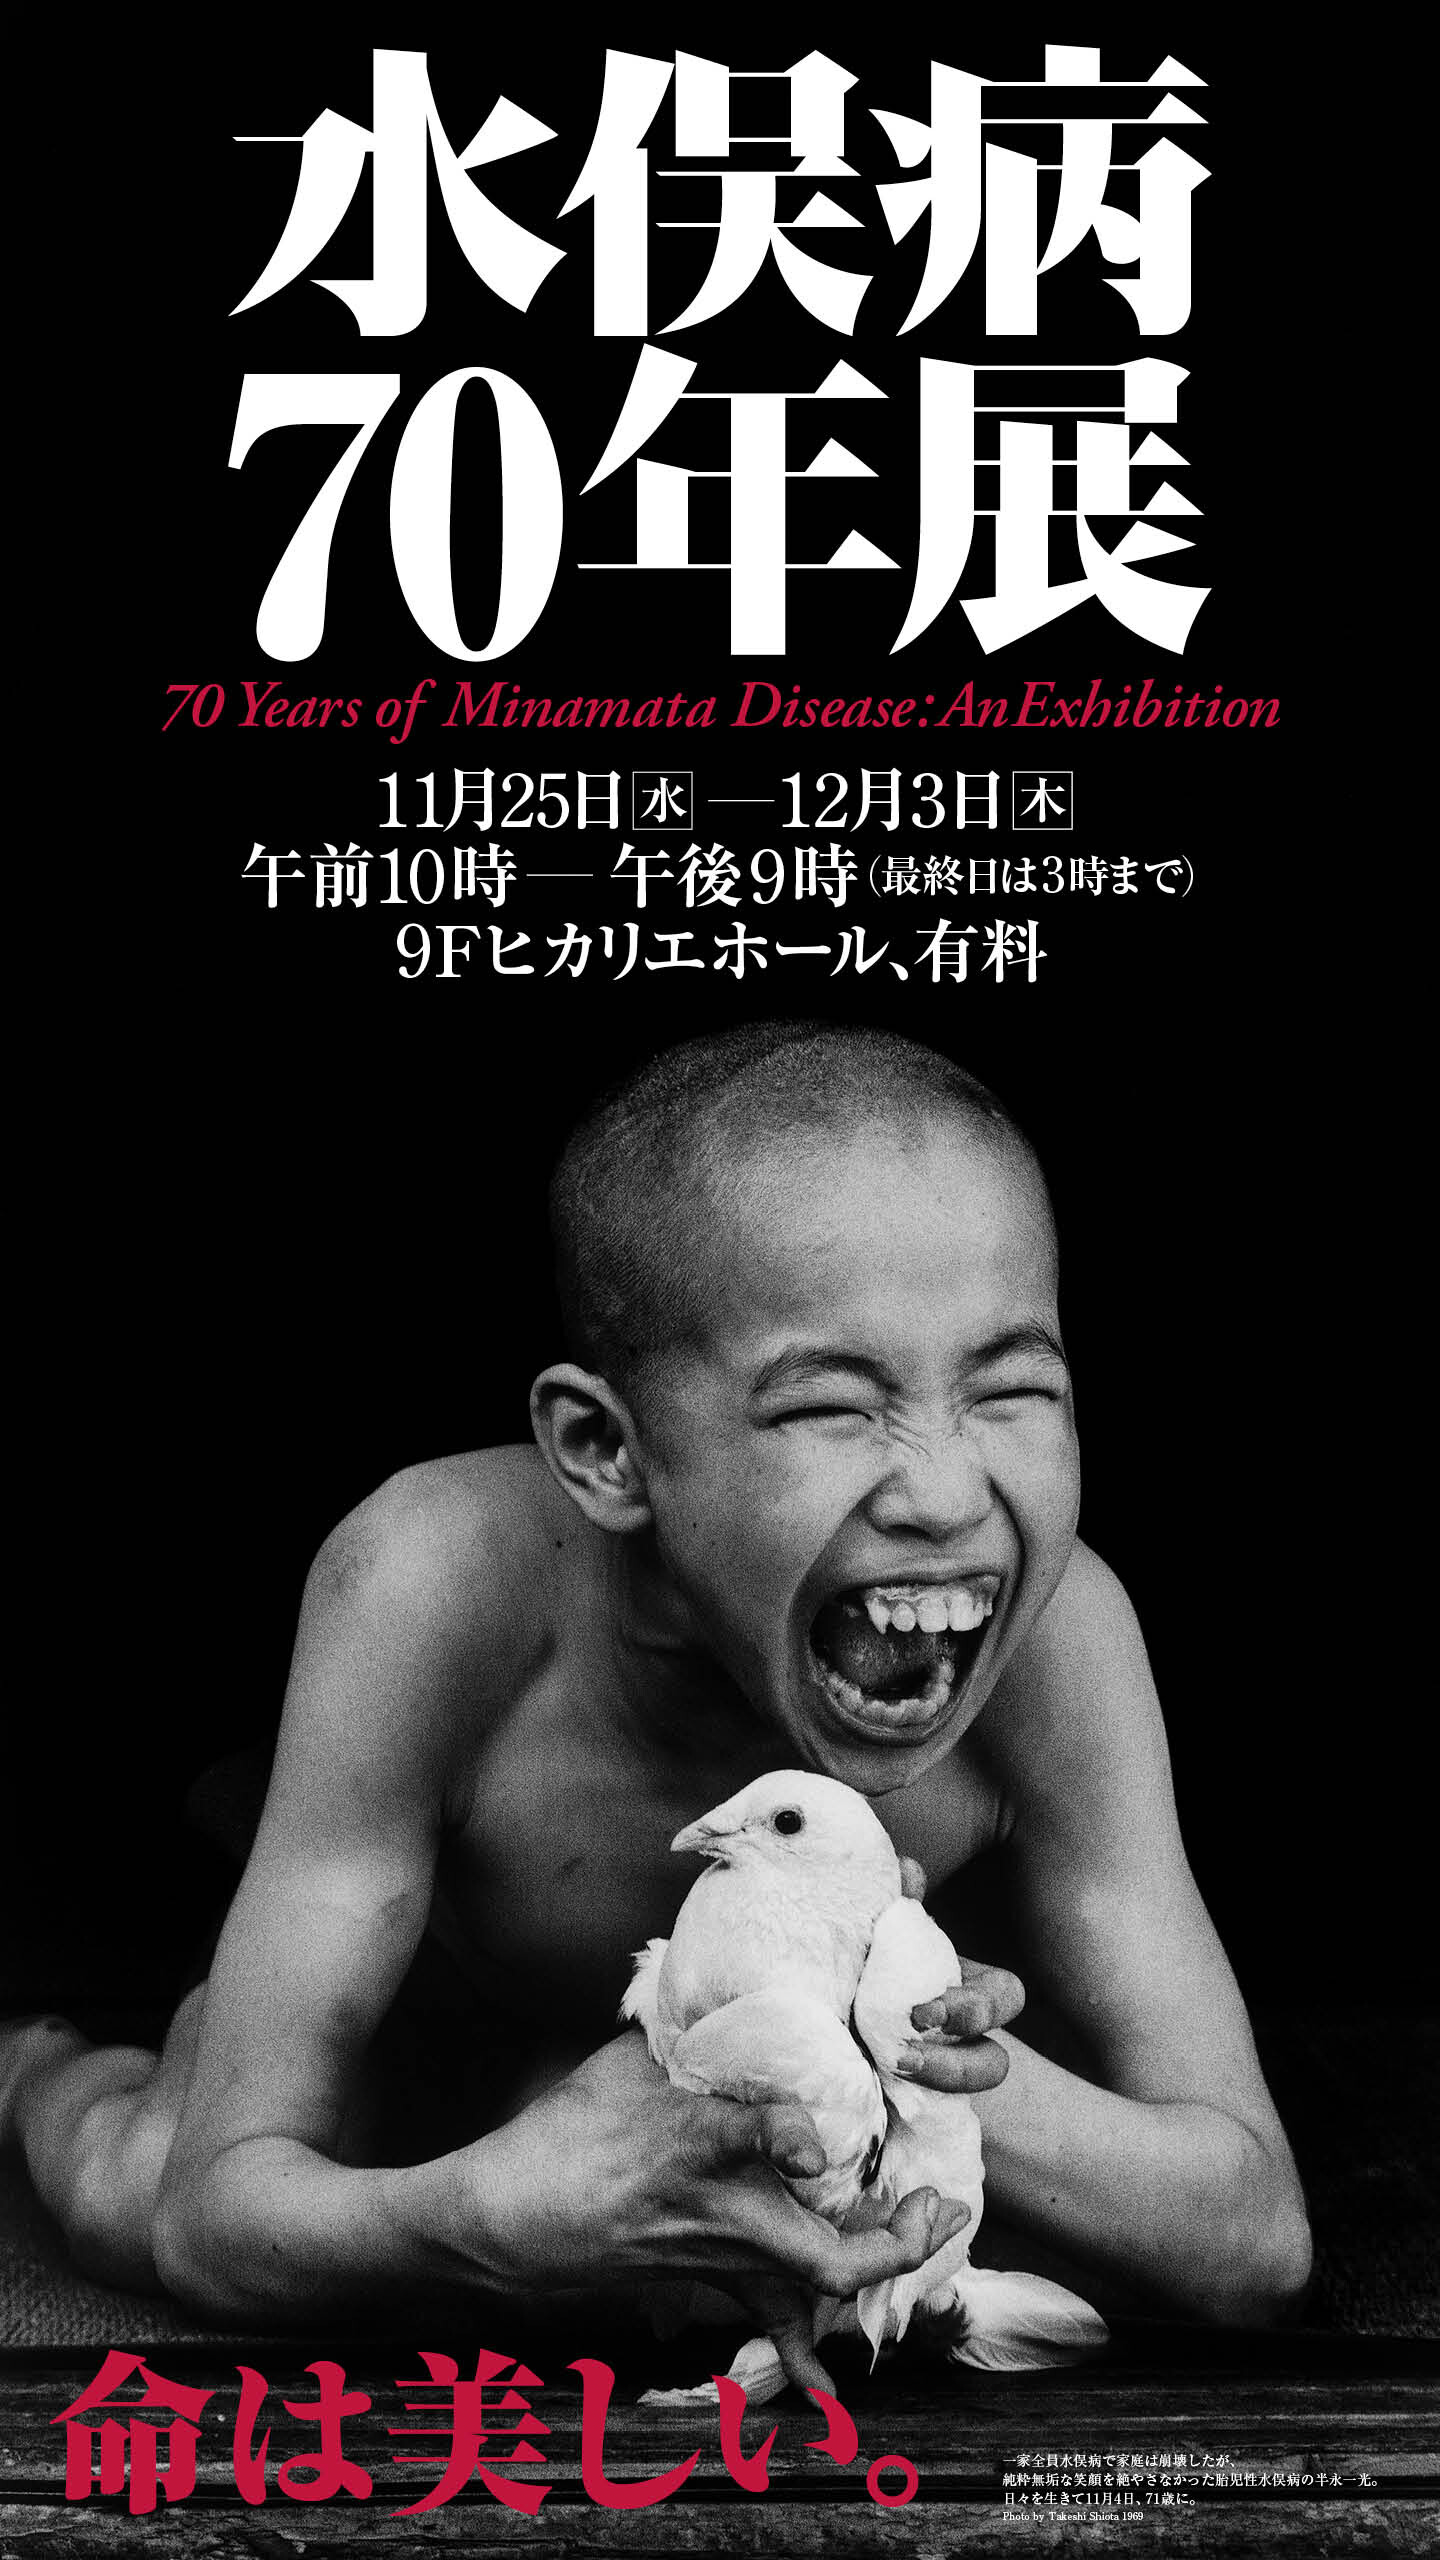 水俣病
70年展
70 Years of Minamata Disease: An Exhibition
11月25日水—12月3日木
午前10時—午後9時（最終日は3時まで）
9Fヒカリエホール、有料
命は美しい。
一家全員水俣病で家庭は崩壊したが、
純粋無垢な笑顔を絶やさなかった胎児性水俣病の半永一光。
日々を生きて11月4日、71歳に。
Photo by Takeshi Shiota 1969